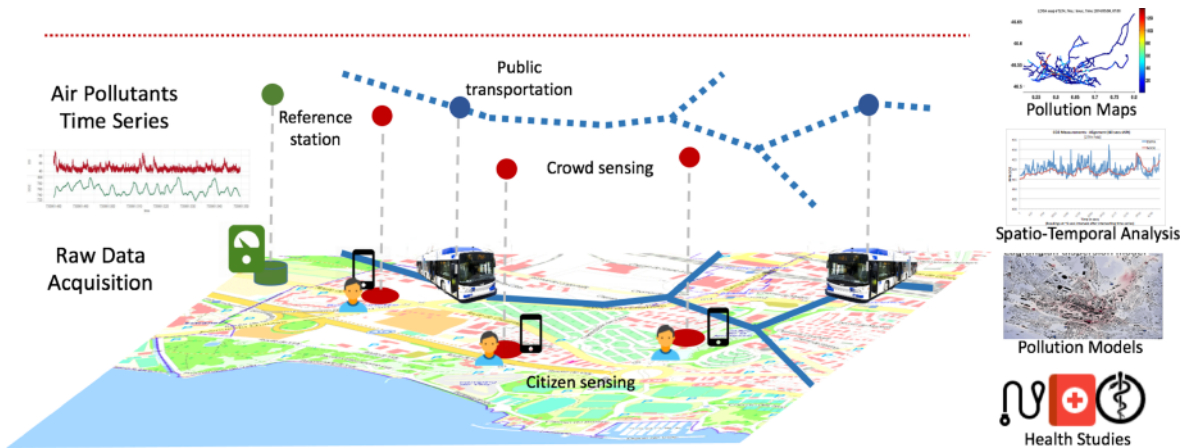 Air Pollutants
Time Series
Reference
station
Public
transportation
Crowd sensing
Raw Data
Acquisition
Citizen sensing
Pollution Maps
Spatio-Temporal Analysis
Pollution Models
Health Studies